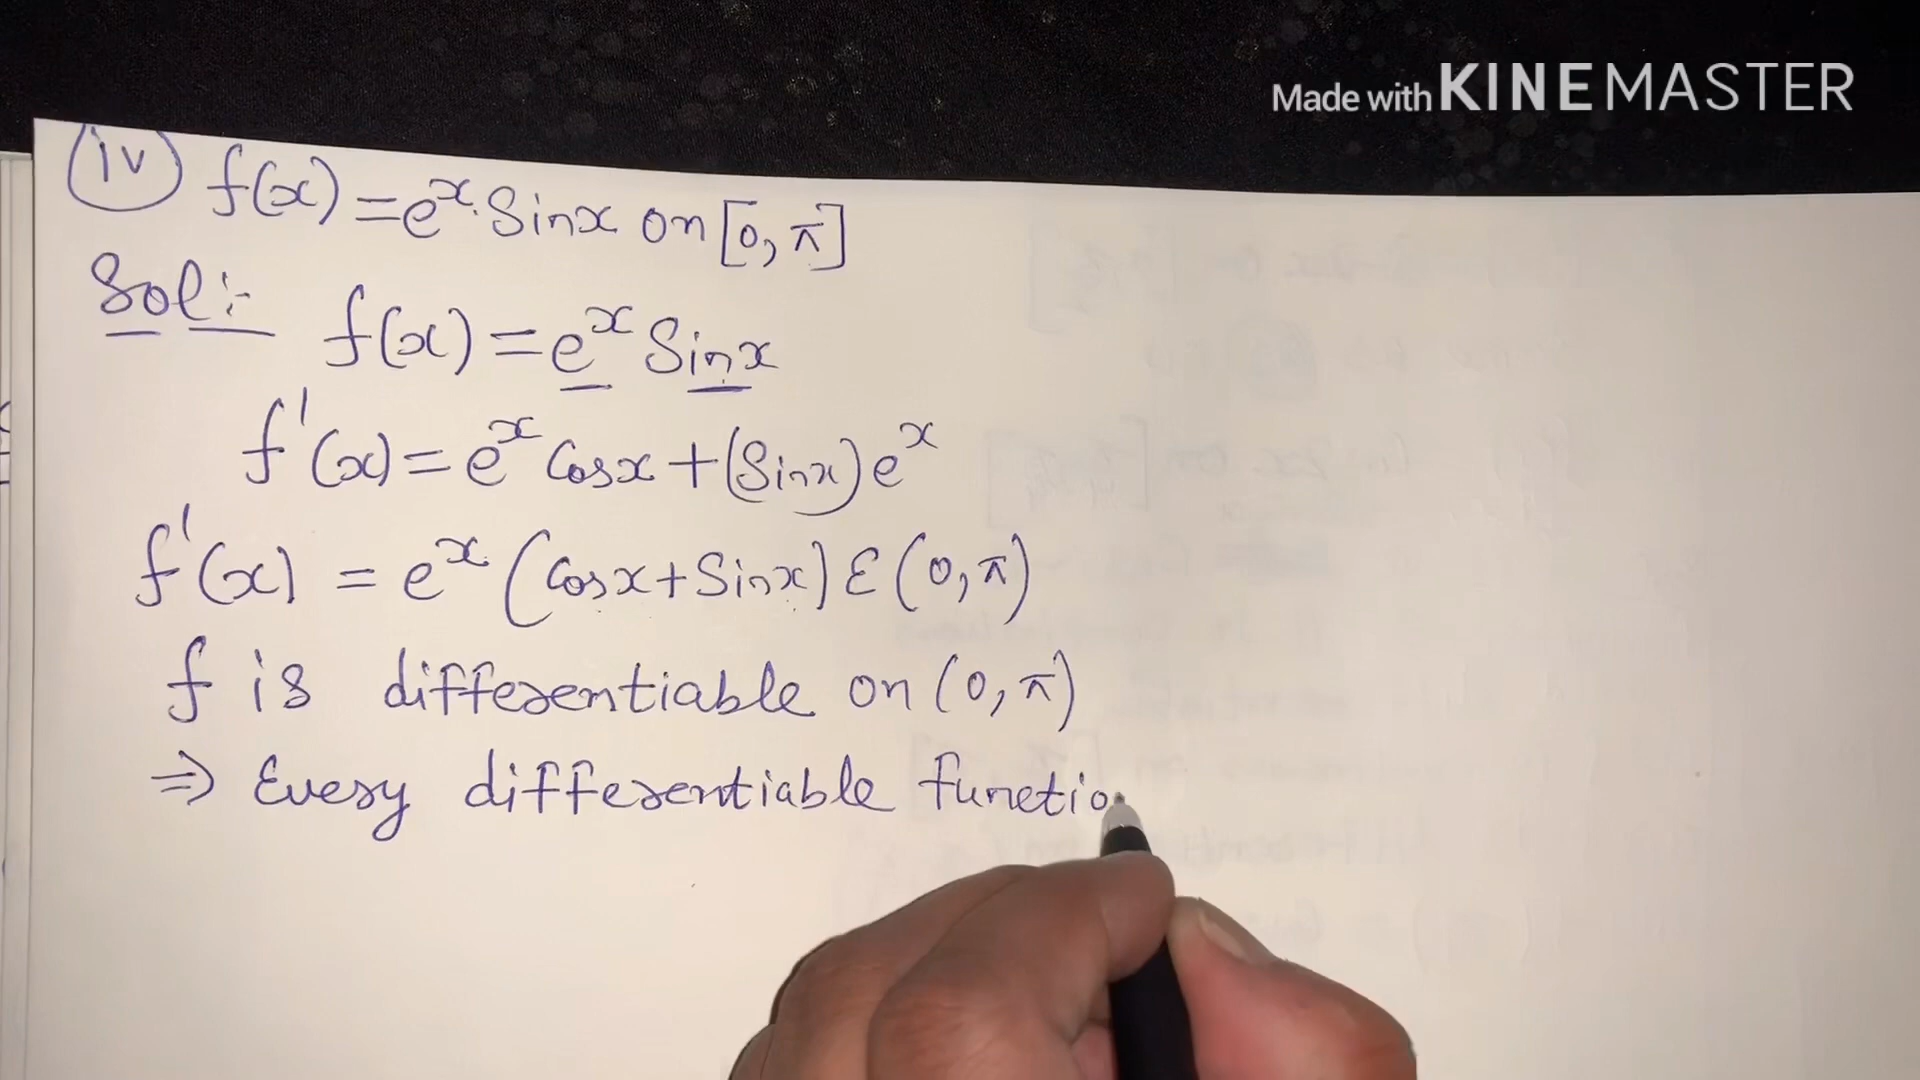 Made with KINEMASTER
(iv) f(x) = e^x. Sinx on [0, π]
Sol:-
f(x) = e^x Sinx
f'(x) = e^x Cosx + (Sinx) e^x
f'(x) = e^x (Cosx + Sinx) ε (0, π)
f is differentiable on (0, π)
⇒ Every differentiable functio